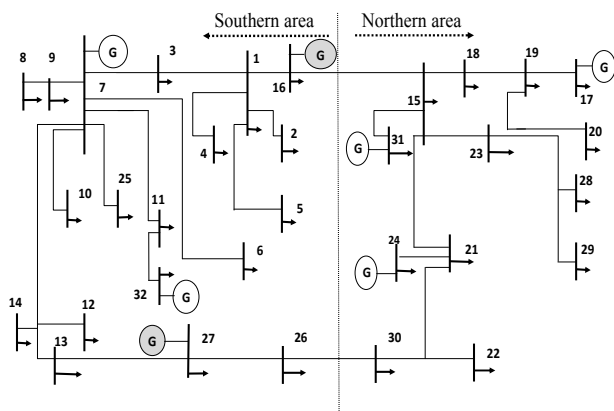 Southern area Northern area
G 3 1 G 18 19 G
8 9 7 16 15 17
4 2 G 31 23 20
10 25 11 5 28
6 24 21
32 G G 29
14 12
13 G 27 26 30 22